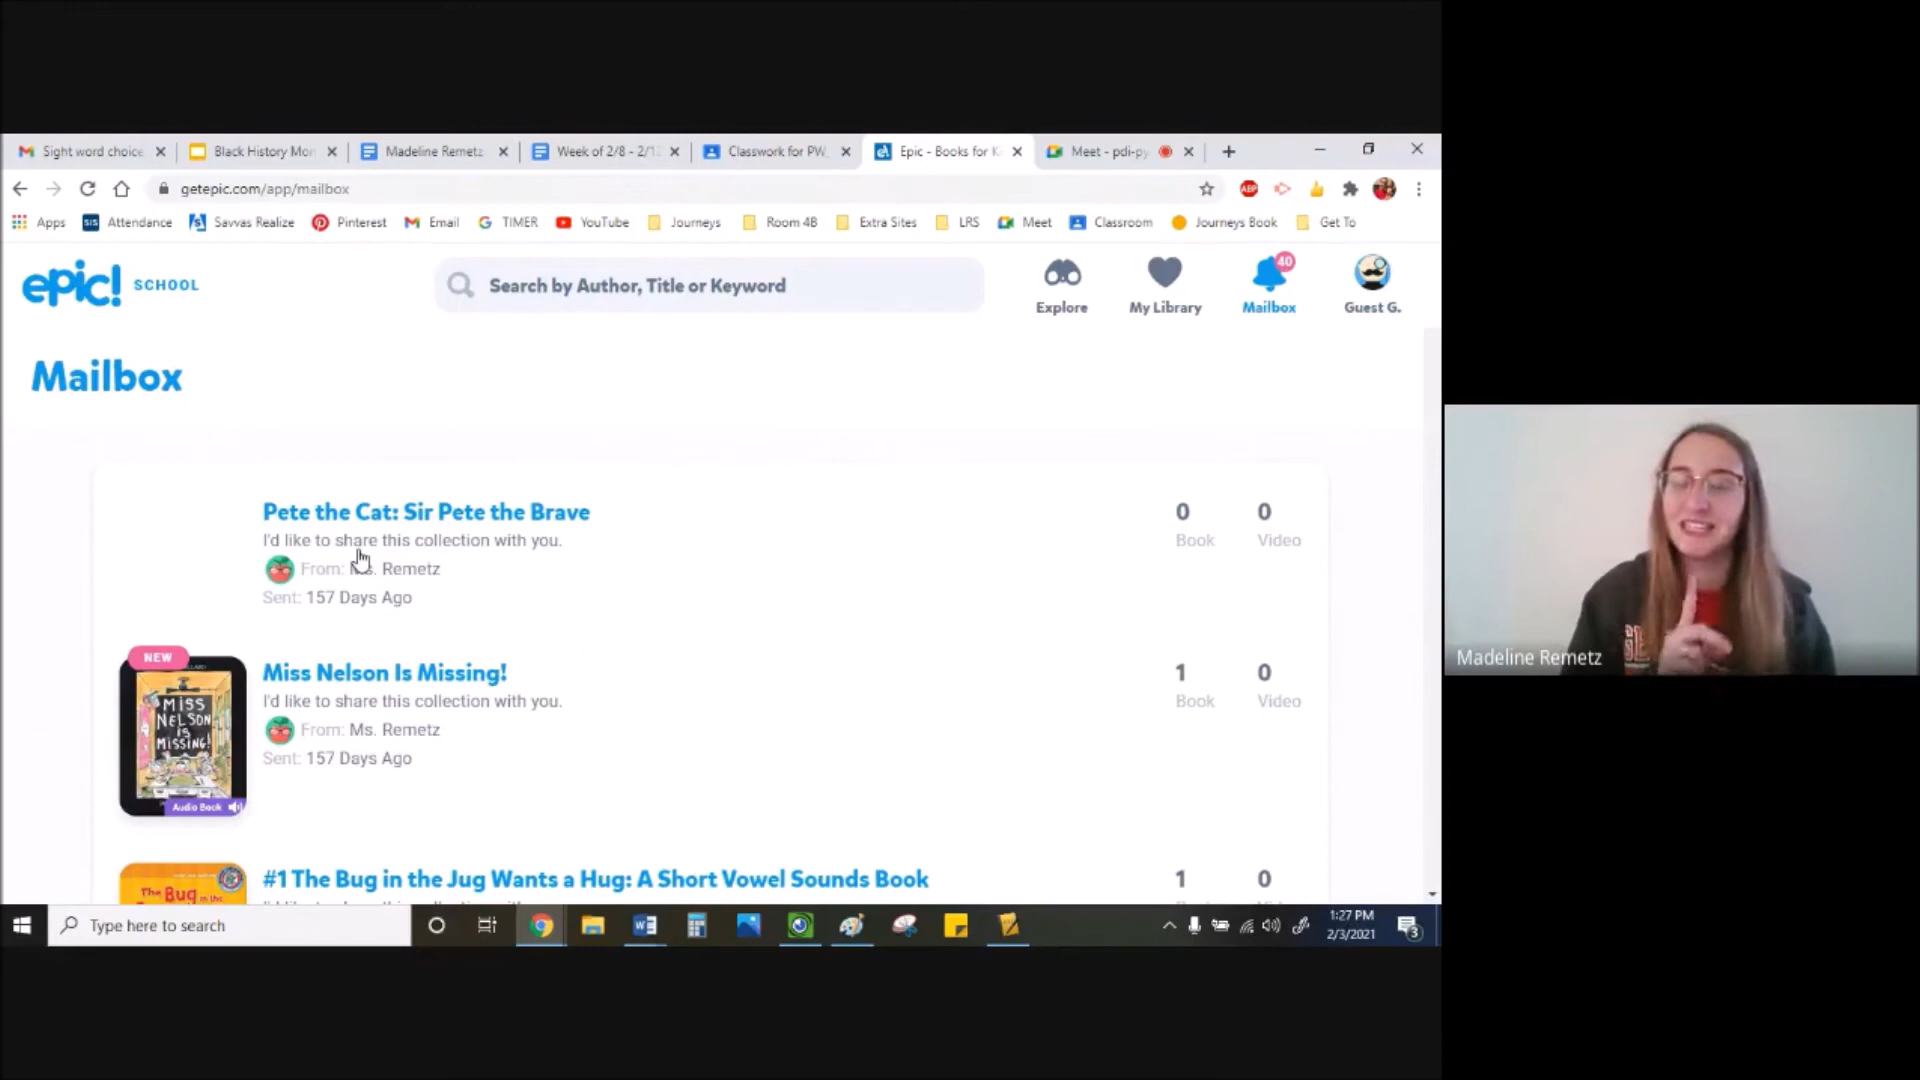 Sight word choice
Black History Mon
Madeline Remetz
Week of 2/8 - 2/1
Classwork for PW
Epic - Books for K
Meet - pdi-py
getepic.com/app/mailbox
ABP
Apps
SIS Attendance
Savvas Realize
Pinterest
Email
TIMER
YouTube
Journeys
Room 4B
Extra Sites
LRS
Meet
Classroom
Journeys Book
Get To
epic! SCHOOL
Search by Author, Title or Keyword
Explore
My Library
40
Mailbox
Guest G.
Mailbox
Pete the Cat: Sir Pete the Brave
I'd like to share this collection with you.
From: Ms. Remetz
Sent: 157 Days Ago
0
Book
0
Video
NEW
MISS
NELSON
is
MISSING!
Audio Book
Miss Nelson Is Missing!
I'd like to share this collection with you.
From: Ms. Remetz
Sent: 157 Days Ago
1
Book
0
Video
The Bug in the
#1 The Bug in the Jug Wants a Hug: A Short Vowel Sounds Book
1
0
Madeline Remetz
Type here to search
1:27 PM
2/3/2021
3